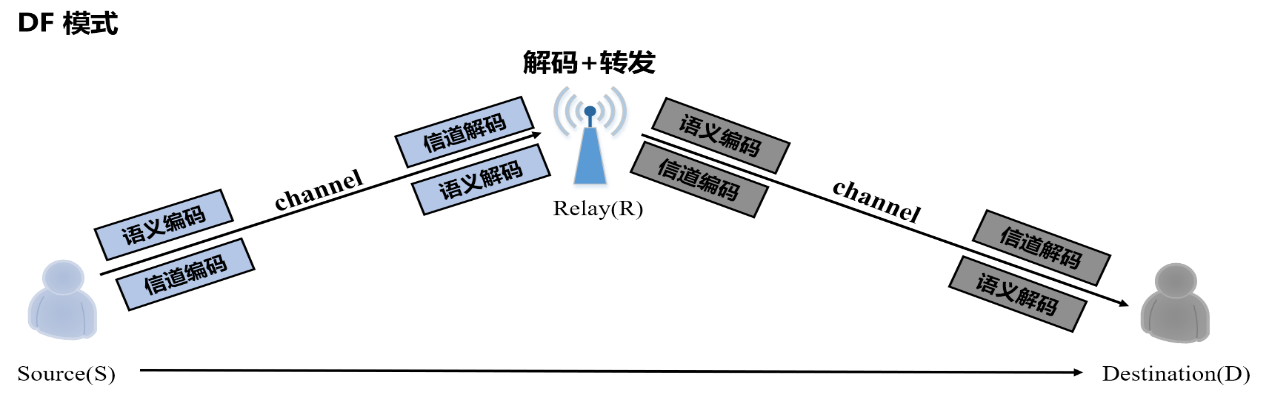 DF 模式
解码+转发
语义编码
信道编码
channel
信道解码
语义解码
Relay(R)
语义编码
信道编码
channel
信道解码
语义解码
Source(S)
Destination(D)